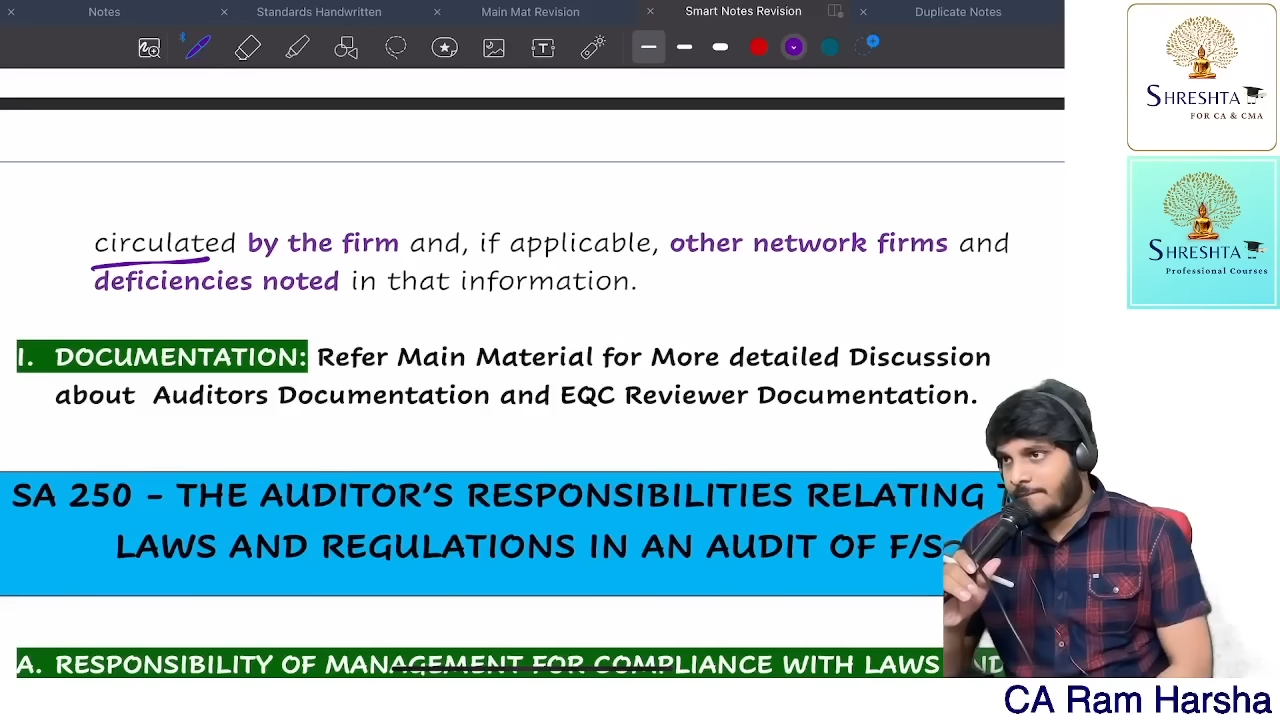 Notes
Standards Handwritten
Main Mat Revision
Smart Notes Revision
Duplicate Notes
circulated by the firm and, if applicable, other network firms and
deficiencies noted in that information.
I. DOCUMENTATION: Refer Main Material for More detailed Discussion
about Auditors Documentation and EQC Reviewer Documentation.
SA 250 - THE AUDITOR'S RESPONSIBILITIES RELATING
LAWS AND REGULATIONS IN AN AUDIT OF F/S
A. RESPONSIBILITY OF MANAGEMENT FOR COMPLIANCE WITH LAWS
SHRESHTA
FOR CA & CMA
SHRESHTA
Professional Courses
CA Ram Harsha